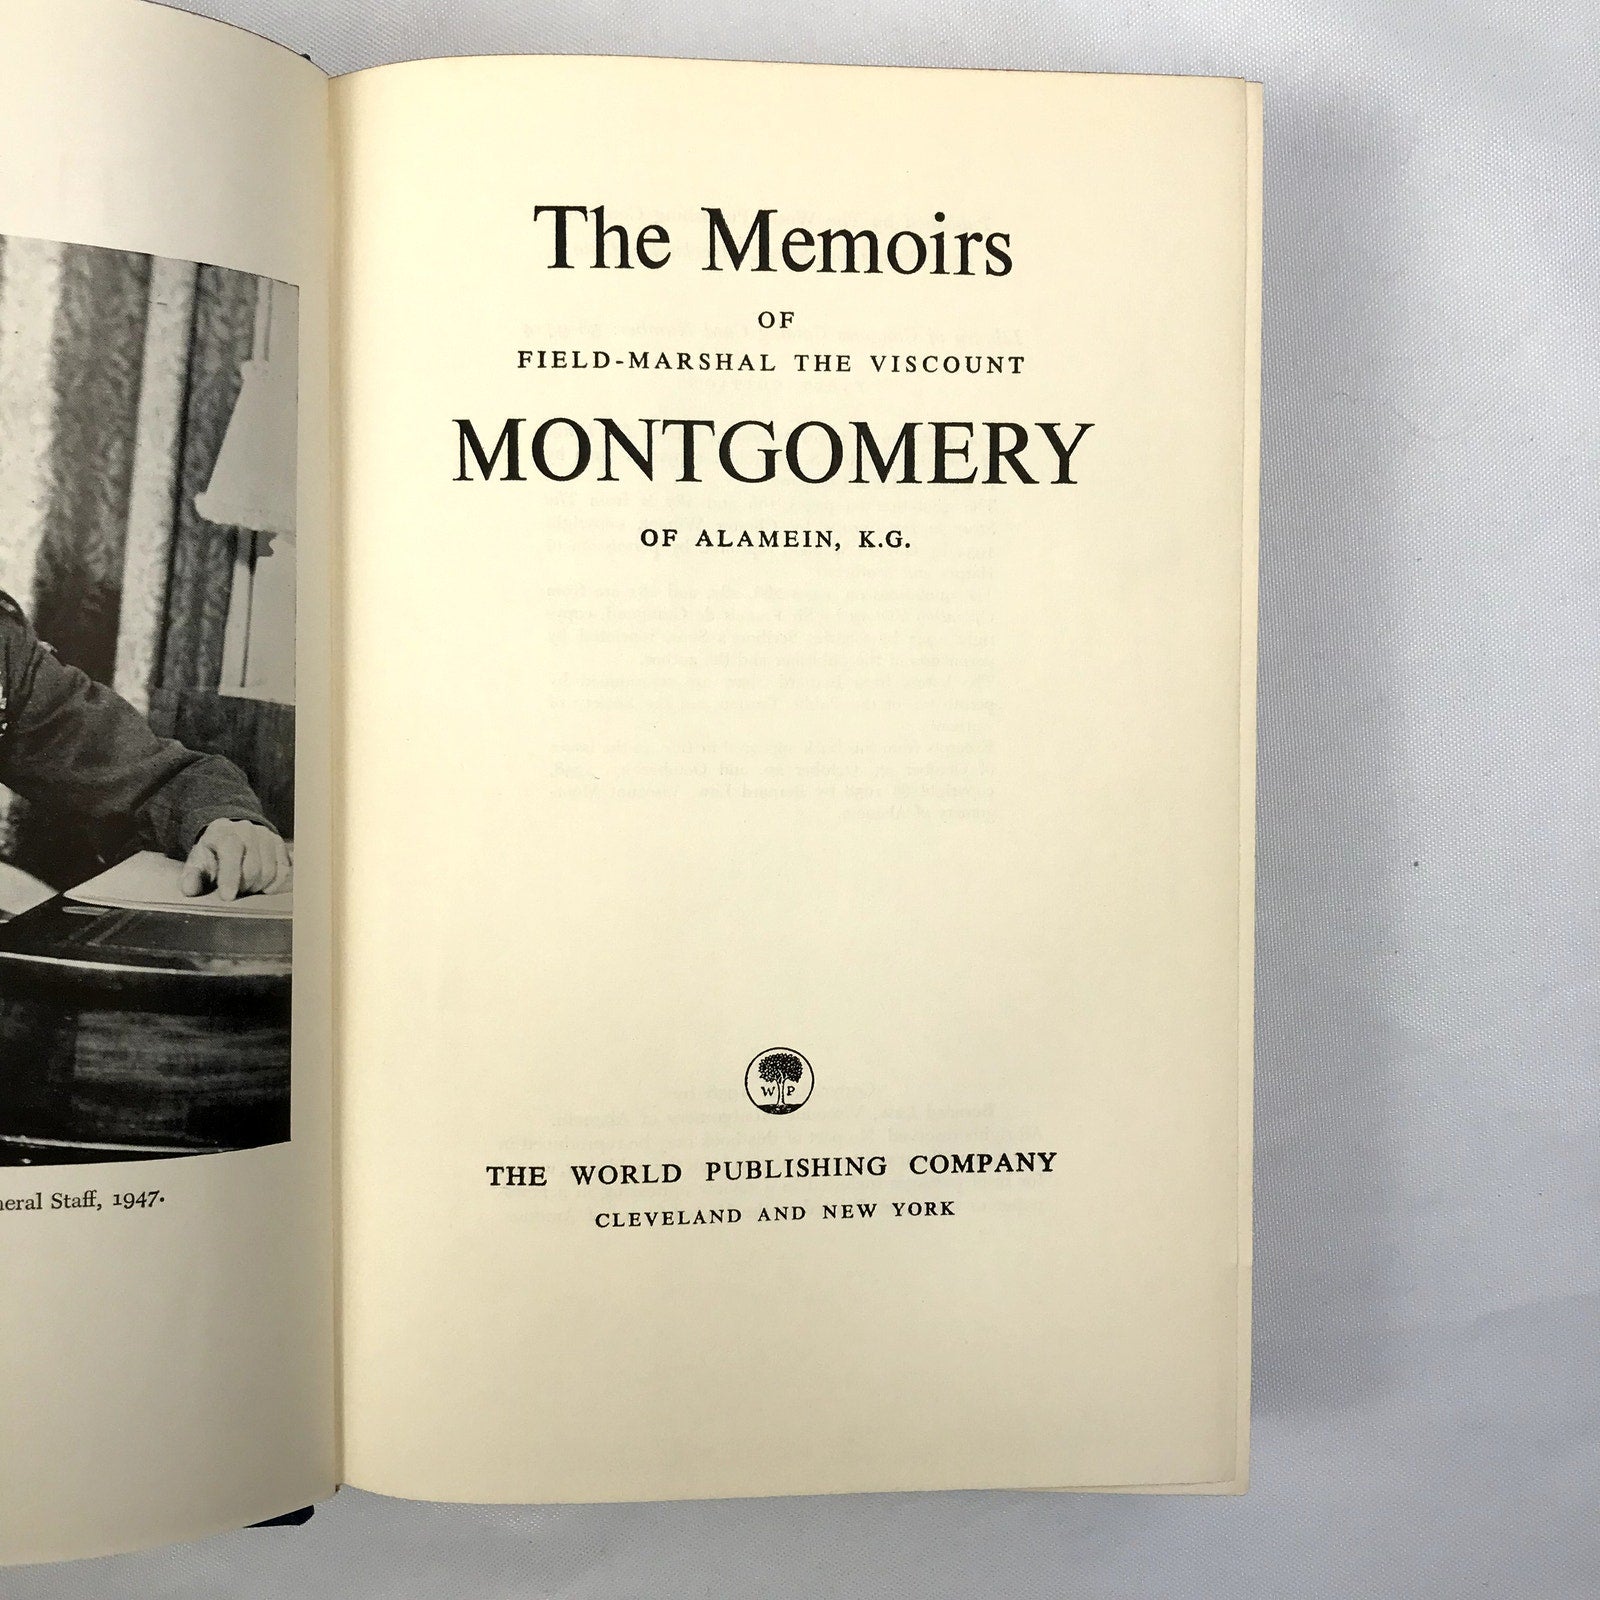 neral Staff, 1947.
The Memoirs
OF
FIELD-MARSHAL THE VISCOUNT
MONTGOMERY
OF ALAMEIN, K.G.
W P
THE WORLD PUBLISHING COMPANY
CLEVELAND AND NEW YORK